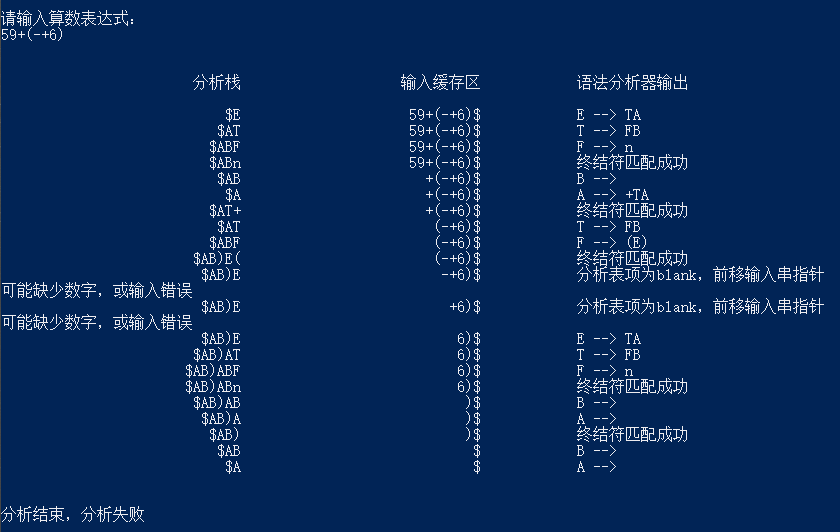 请输入算数表达式:
59+(-+6)
分析栈 输入缓存区 语法分析器输出
$E 59+(-+6)$ E --> TA
$AT 59+(-+6)$ T --> FB
$ABF 59+(-+6)$ F --> n
$ABn 59+(-+6)$ 终结符匹配成功
$AB +(-+6)$ B -->
$A +(-+6)$ A --> +TA
$AT+ +(-+6)$ 终结符匹配成功
$AT (-+6)$ T --> FB
$ABF (-+6)$ F --> (E)
$AB)E( (-+6)$ 终结符匹配成功
$AB)E -+6)$ 分析表项为blank，前移输入串指针
可能缺少数字，或输入错误
$AB)E +6)$ 分析表项为blank，前移输入串指针
可能缺少数字，或输入错误
$AB)E 6)$ E --> TA
$AB)AT 6)$ T --> FB
$AB)ABF 6)$ F --> n
$AB)ABn 6)$ 终结符匹配成功
$AB)AB )$ B -->
$AB)A )$ A -->
$AB) )$ 终结符匹配成功
$AB $ B -->
$A $ A -->
分析结束，分析失败